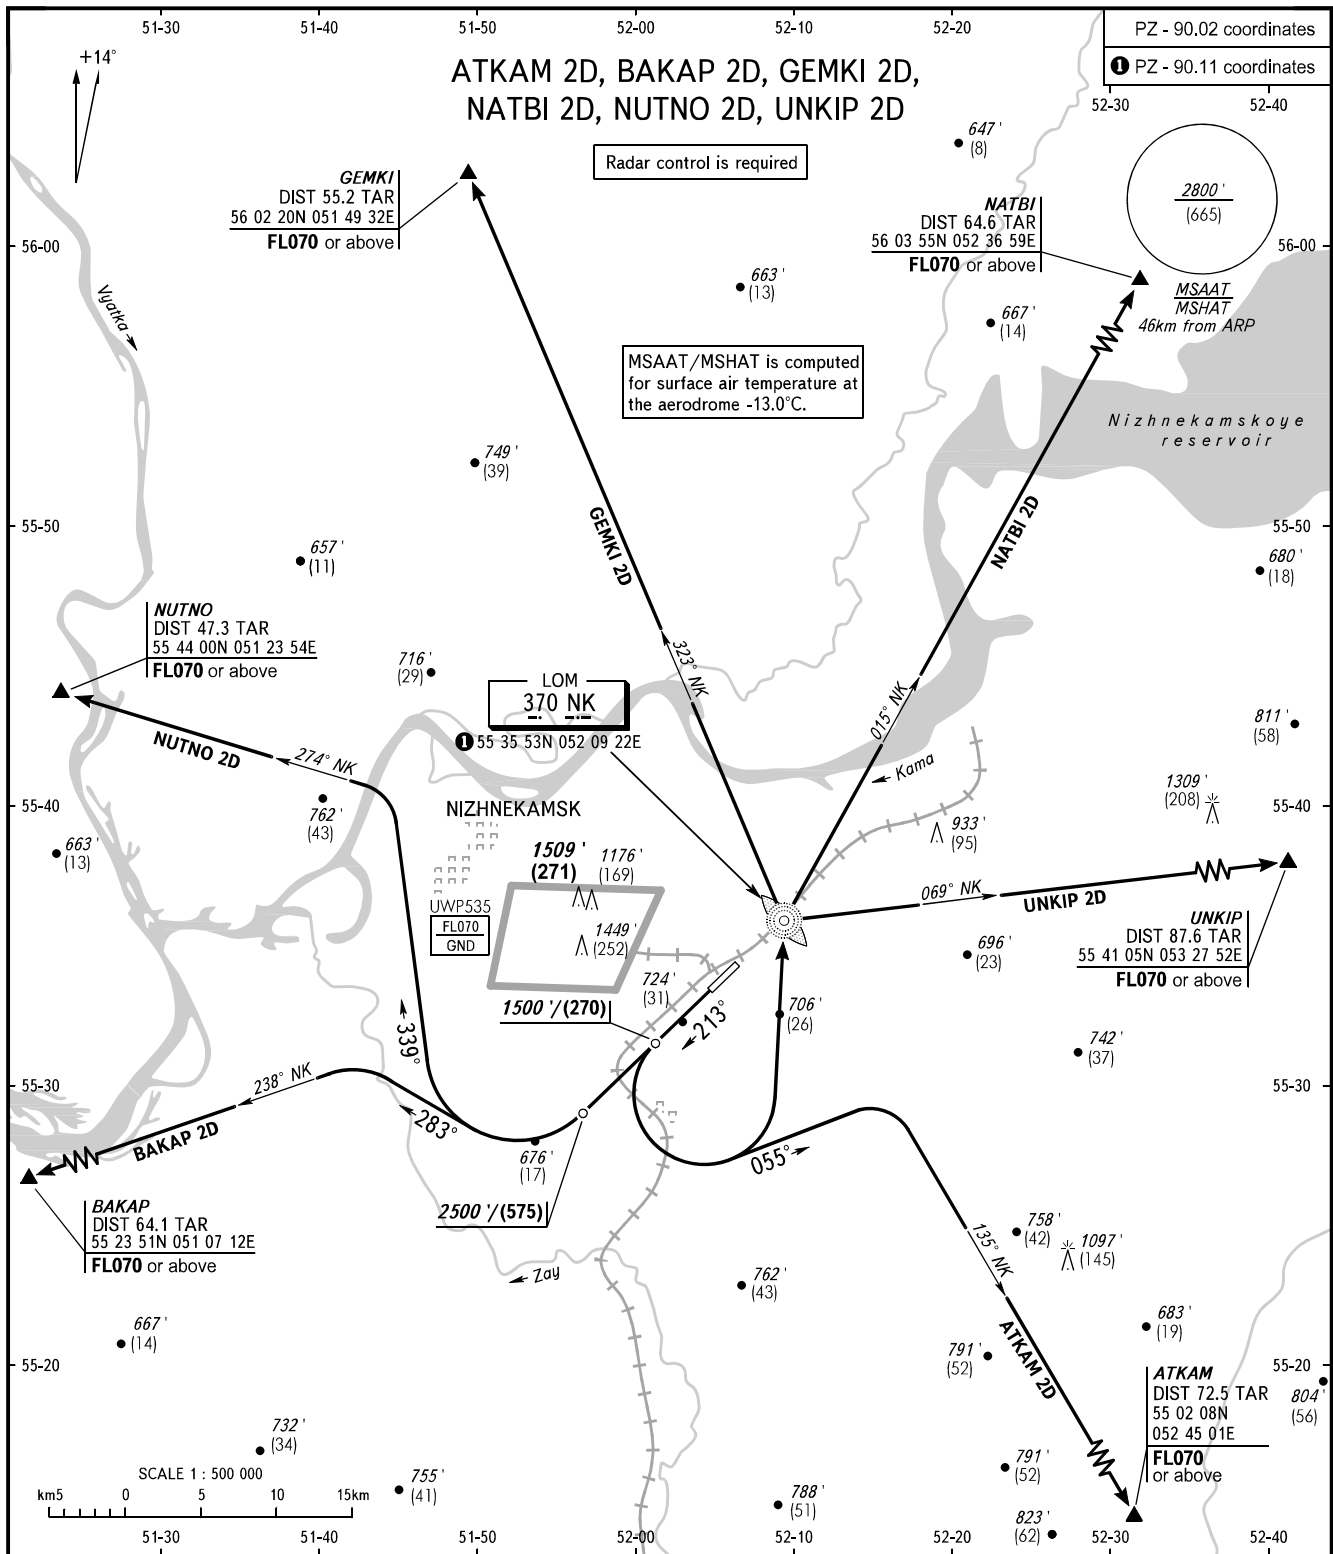 51-30
51-40
51-50
52-00
52-10
52-20
PZ - 90.02 coordinates
❶ PZ - 90.11 coordinates
52-30
52-40
+14°
ATKAM 2D, BAKAP 2D, GEMKI 2D,
NATBI 2D, NUTNO 2D, UNKIP 2D
Radar control is required
647'
(8)
GEMKI
DIST 55.2 TAR
56 02 20N 051 49 32E
FL070 or above
NATBI
DIST 64.6 TAR
56 03 55N 052 36 59E
FL070 or above
2800'
(665)
MSAAT
MSHAT
46km from ARP
56-00
56-00
Vyatka
663'
(13)
667'
(14)
MSAAT/MSHAT is computed
for surface air temperature at
the aerodrome -13.0°C.
Nizhnekamskoye
reservoir
749'
(39)
GEMKI 2D
NATBI 2D
55-50
55-50
657'
(11)
680'
(18)
NUTNO
DIST 47.3 TAR
55 44 00N 051 23 54E
FL070 or above
716'
(29)
LOM
370 NK
❶ 55 35 53N 052 09 22E
323° NK
015° NK
811'
(58)
NUTNO 2D
274° NK
Kama
1309'
(208)
55-40
55-40
762'
(43)
NIZHNEKAMSK
933'
(95)
663'
(13)
1509'
(271)
1176'
(169)
UWP535
FL070
GND
1449'
(252)
069° NK
UNKIP 2D
UNKIP
DIST 87.6 TAR
55 41 05N 053 27 52E
FL070 or above
696'
(23)
724'
(31)
1500'/(270)
213°
706'
(26)
339°
742'
(37)
55-30
55-30
238° NK
283°
BAKAP 2D
676'
(17)
055°
BAKAP
DIST 64.1 TAR
55 23 51N 051 07 12E
FL070 or above
2500'/(575)
135° NK
758'
(42)
1097'
(145)
Zay
762'
(43)
667'
(14)
683'
(19)
55-20
55-20
791'
(52)
ATKAM 2D
ATKAM
DIST 72.5 TAR
55 02 08N
052 45 01E
FL070
or above
804'
(56)
732'
(34)
SCALE 1 : 500 000
km5
0
5
10
15km
755'
(41)
791'
(52)
788'
(51)
823'
(62)
51-30
51-40
51-50
52-00
52-10
52-20
52-30
52-40